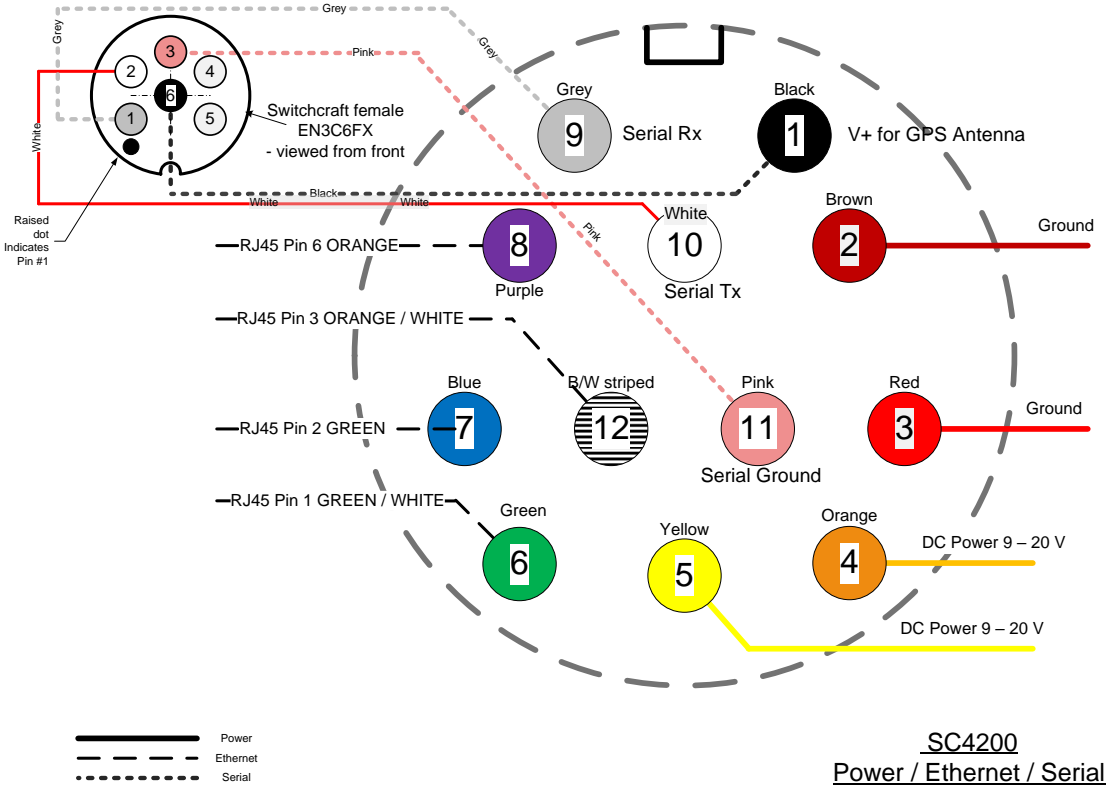 Grey
Grey
Grey
White
3
Pink
2
4
6
1
5
Switchcraft female
EN3C6FX
- viewed from front
Raised
dot
Indicates
Pin #1
Black
White
White
Pink
Grey
9
Serial Rx
Black
1
V+ for GPS Antenna
RJ45 Pin 6 ORANGE
8
Purple
White
10
Serial Tx
Brown
2
Ground
RJ45 Pin 3 ORANGE / WHITE
Blue
7
B/W striped
12
Pink
11
Serial Ground
Red
3
Ground
RJ45 Pin 2 GREEN
RJ45 Pin 1 GREEN / WHITE
Green
6
Yellow
5
Orange
4
DC Power 9 – 20 V
DC Power 9 – 20 V
Power
Ethernet
Serial
SC4200
Power / Ethernet / Serial